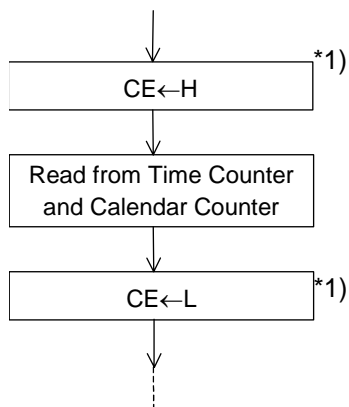 *1)
CE←H
Read from Time Counter
and Calendar Counter
*1)
CE←L